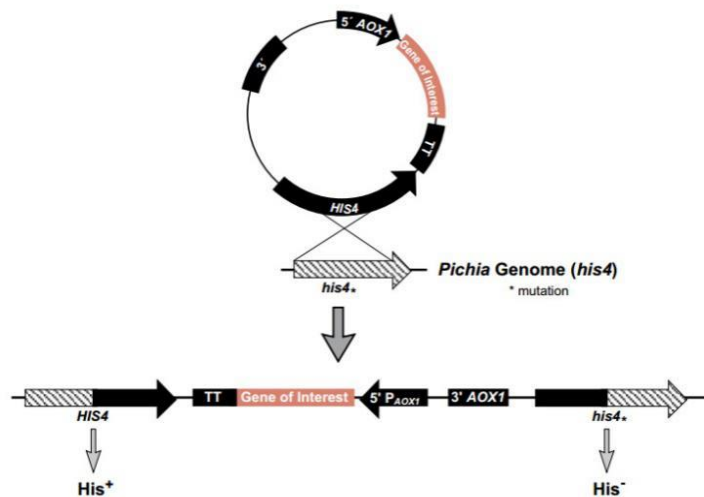 5´ AOX1
Gene of Interest
3´
TT
HIS4
his4*
Pichia Genome (his4)
* mutation
TT
Gene of Interest
5' PAOX1
3' AOX1
HIS4
his4*
His+
His-